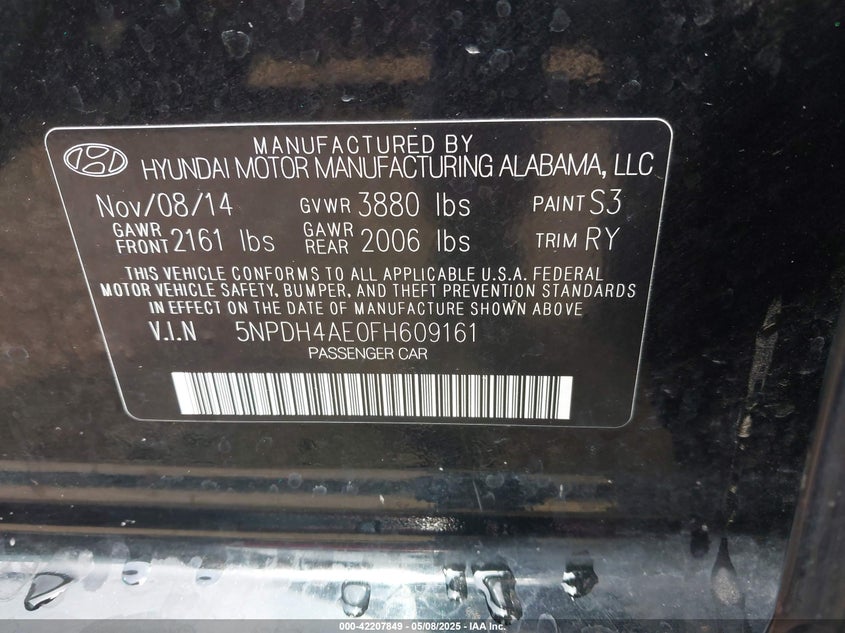 MANUFACTURED BY
HYUNDAI MOTOR MANUFACTURING ALABAMA, LLC
Nov/08/14 GVWR 3880 lbs PAINT S3
GAWR FRONT 2161 lbs GAWR REAR 2006 lbs TRIM RY
THIS VEHICLE CONFORMS TO ALL APPLICABLE U.S.A. FEDERAL
MOTOR VEHICLE SAFETY, BUMPER, AND THEFT PREVENTION STANDARDS
IN EFFECT ON THE DATE OF MANUFACTURE SHOWN ABOVE
V.I.N 5NPDH4AE0FH609161
PASSENGER CAR
000-42207849 - 05/08/2025 - IAA Inc.